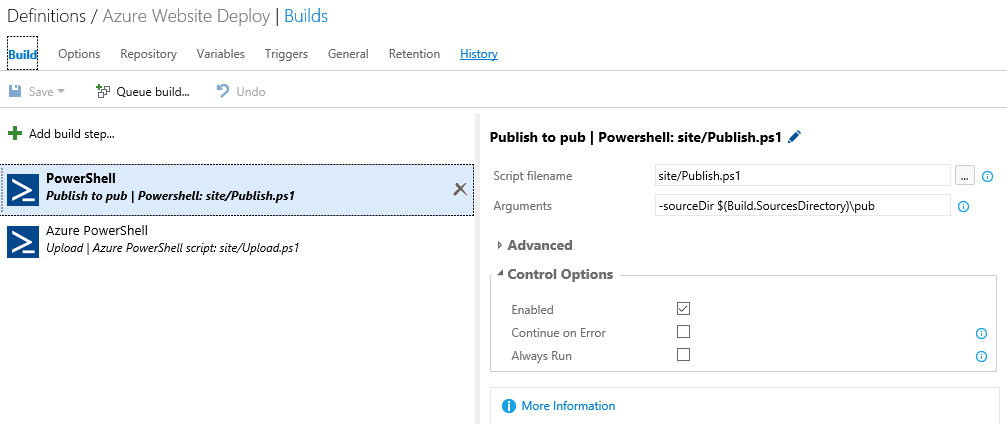 Definitions / Azure Website Deploy | Builds
Build Options Repository Variables Triggers General Retention History
Save Queue build... Undo
Add build step...
PowerShell
Publish to pub | Powershell: site/Publish.ps1
Azure PowerShell
Upload | Azure PowerShell script: site/Upload.ps1
Publish to pub | Powershell: site/Publish.ps1
Script filename site/Publish.ps1 ...
Arguments -sourceDir $(Build.SourcesDirectory)\pub
Advanced
Control Options
Enabled
Continue on Error
Always Run
More Information